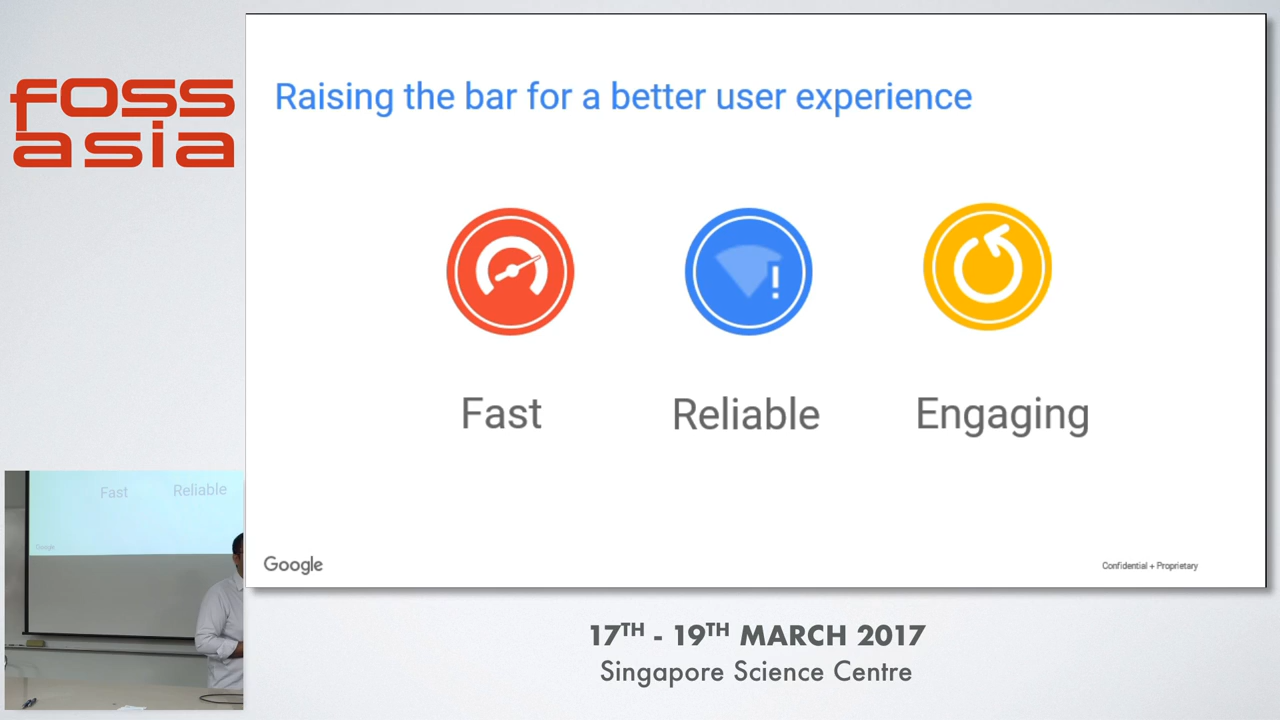 foss
asia
Raising the bar for a better user experience
Fast
Reliable
Engaging
Google
Confidential + Proprietary
Fast
Reliable
Google
17TH - 19TH MARCH 2017
Singapore Science Centre